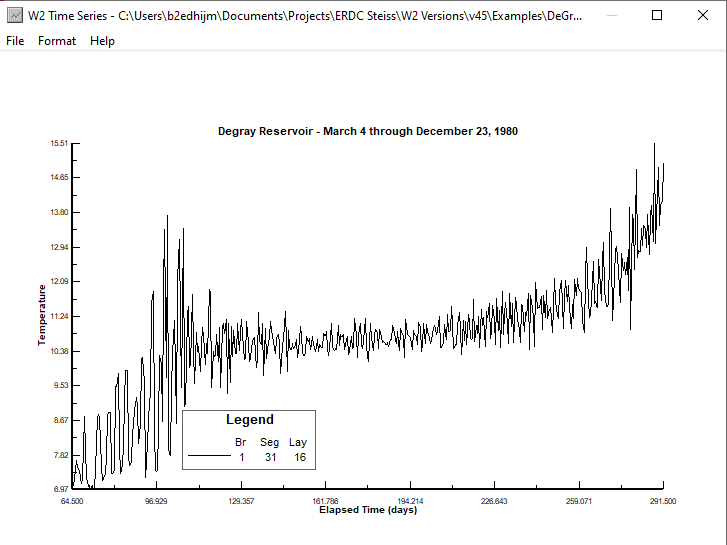 W2 Time Series - C:\Users\b2edhijm\Documents\Projects\ERDC Steiss\W2 Versions\v45\Examples\DeGr...
File Format Help
Degray Reservoir - March 4 through December 23, 1980
15.51
14.65
13.80
12.94
12.09
11.24
10.38
9.53
8.67
7.82
6.97
Temperature
Legend
Br Seg Lay
1 31 16
64.500 96.929 129.357 161.786 194.214 226.643 259.071 291.500
Elapsed Time (days)